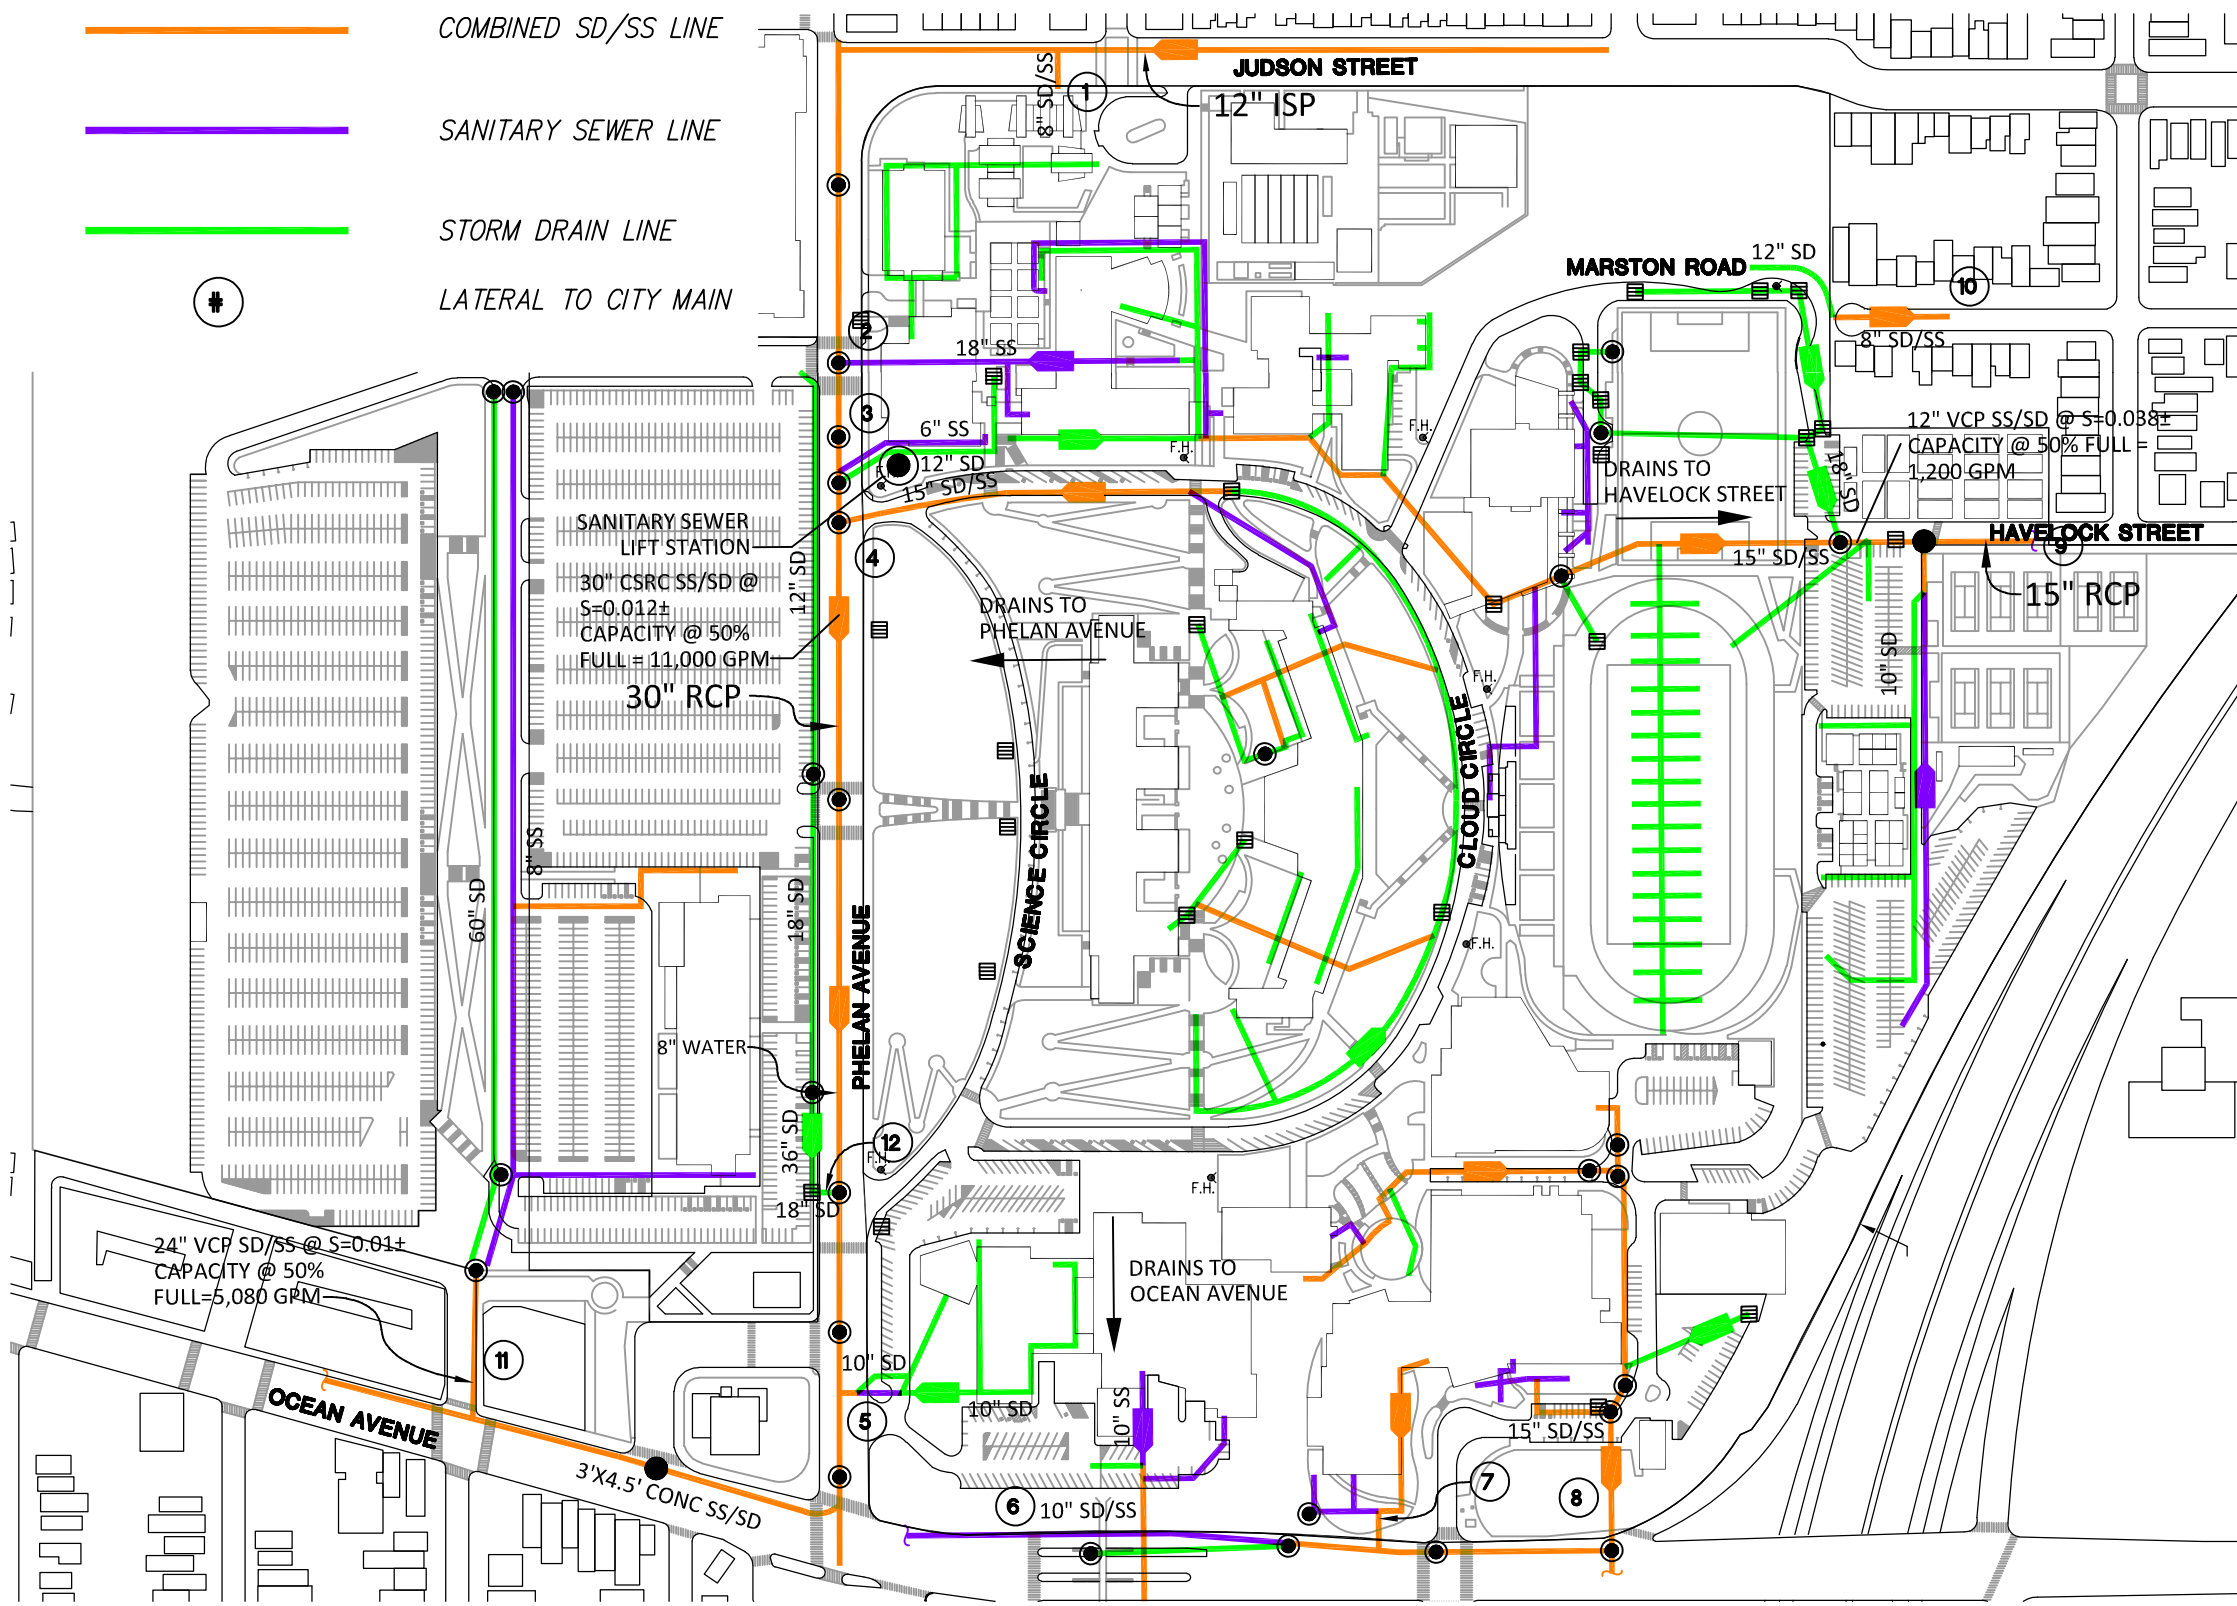 COMBINED SD/SS LINE
SANITARY SEWER LINE
STORM DRAIN LINE
#
LATERAL TO CITY MAIN
JUDSON STREET
12" ISP
8" SD/SS
1
MARSTON ROAD
12" SD
10
8" SD/SS
2
18" SS
3
6" SS
12" SD
F.H.
15" SD/SS
F.H.
F.H.
SANITARY SEWER
LIFT STATION
4
12" SD
30" CSRC SS/SD @
S=0.012±
CAPACITY @ 50%
FULL = 11,000 GPM
30" RCP
DRAINS TO
PHELAN AVENUE
DRAINS TO
HAVELOCK STREET
12" VCP SS/SD @ S=0.038±
CAPACITY @ 50% FULL =
1,200 GPM
18" SD
HAVELOCK STREET
9
15" SD/SS
15" RCP
10" SD
F.H.
CLOUD CIRCLE
SCIENCE CIRCLE
PHELAN AVENUE
8" SS
60" SD
18" SD
F.H.
8" WATER
36" SD
12
F.H.
18" SD
F.H.
24" VCP SD/SS @ S=0.01±
CAPACITY @ 50%
FULL=5,080 GPM
11
DRAINS TO
OCEAN AVENUE
10" SD
5
10" SD
10" SS
OCEAN AVENUE
3'X4.5' CONC SS/SD
6
10" SD/SS
15" SD/SS
7
8